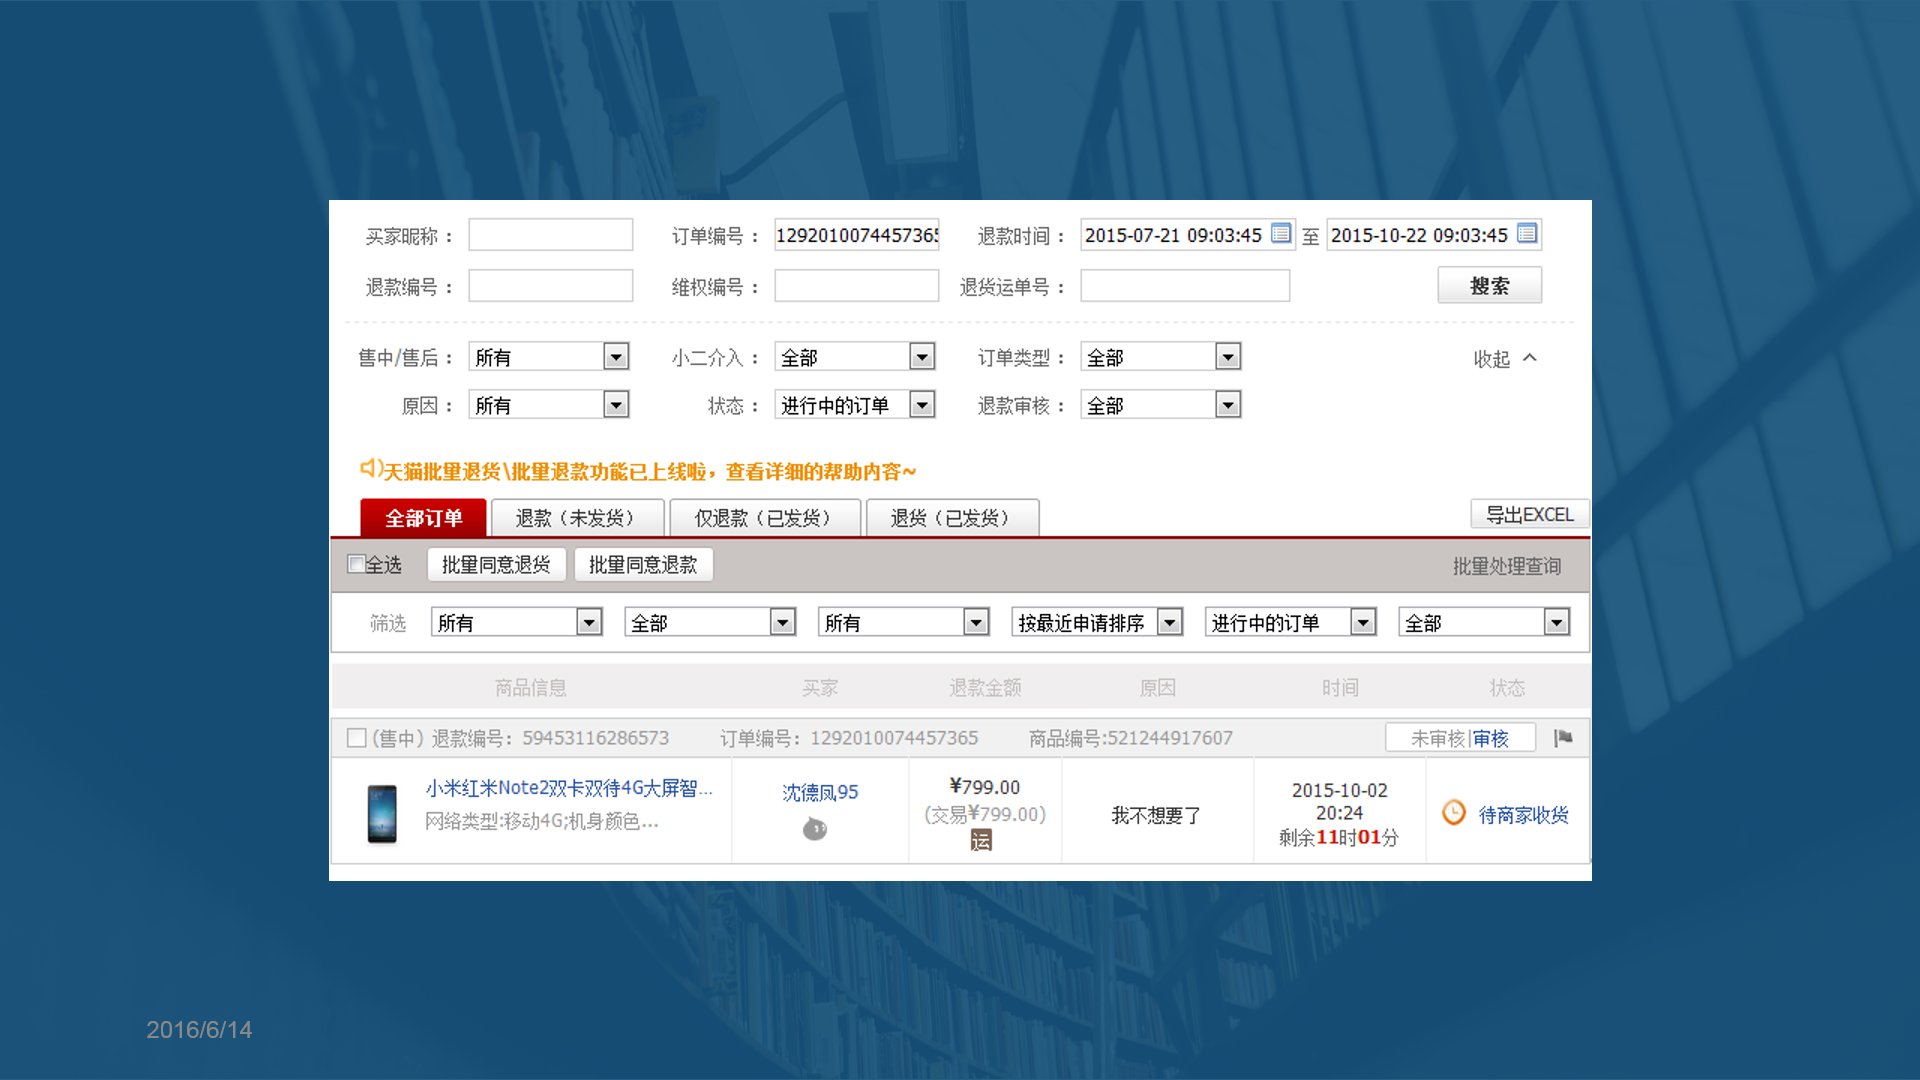 买家昵称： 订单编号： 1292010074457365 退款时间： 2015-07-21 09:03:45 至 2015-10-22 09:03:45
退款编号： 维权编号： 退货运单号： 搜索
售中/售后： 所有 小二介入： 全部 订单类型： 全部 收起
原因： 所有 状态： 进行中的订单 退款审核： 全部
天猫批量退货\批量退款功能已上线啦，查看详细的帮助内容~
全部订单 退款（未发货） 仅退款（已发货） 退货（已发货） 导出EXCEL
全选 批量同意退货 批量同意退款 批量处理查询
筛选 所有 全部 所有 按最近申请排序 进行中的订单 全部
商品信息 买家 退款金额 原因 时间 状态
(售中) 退款编号：59453116286573 订单编号：1292010074457365 商品编号:521244917607 未审核|审核
小米红米Note2双卡双待4G大屏智... 沈德凤95 ¥799.00 我不想要了 2015-10-02 待商家收货
网络类型:移动4G;机身颜色... (交易¥799.00) 20:24
运 剩余11时01分
2016/6/14